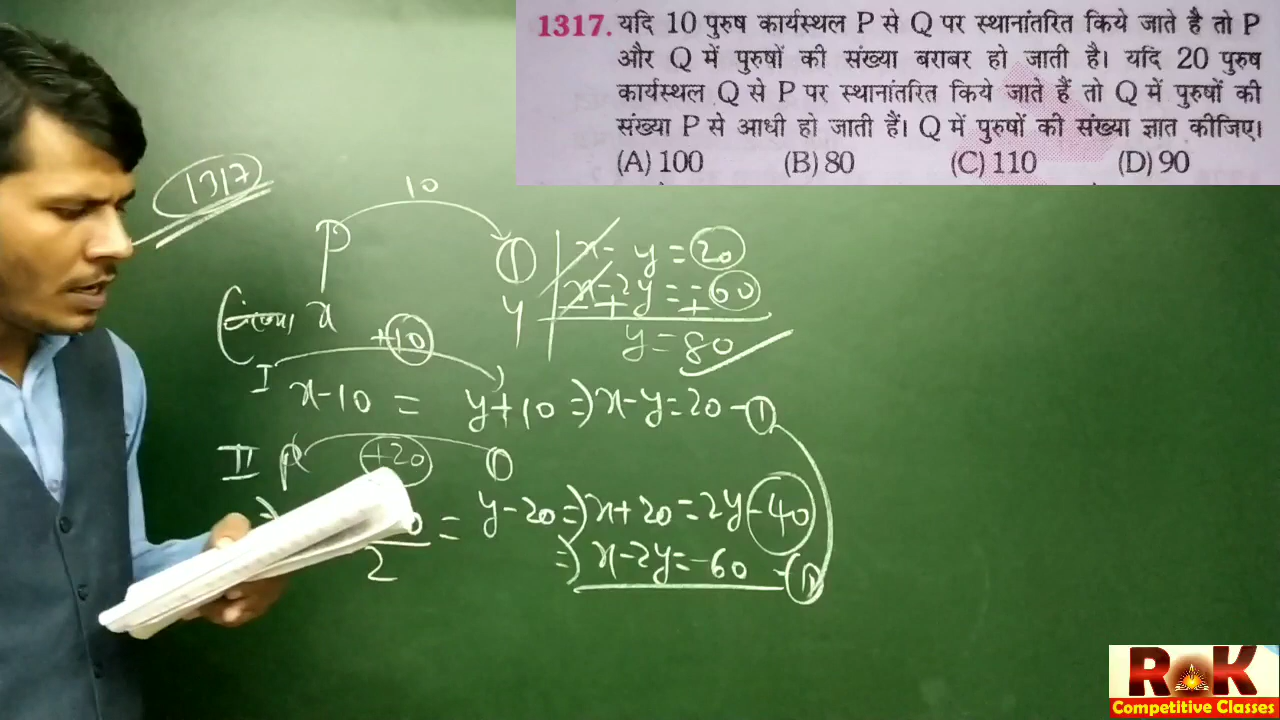 1317. यदि 10 पुरुष कार्यस्थल P से Q पर स्थानांतरित किये जाते है तो P
और Q में पुरुषों की संख्या बराबर हो जाती है। यदि 20 पुरुष
कार्यस्थल Q से P पर स्थानांतरित किये जाते हैं तो Q में पुरुषों की
संख्या P से आधी हो जाती हैं। Q में पुरुषों की संख्या ज्ञात कीजिए।
(A) 100 (B) 80 (C) 110 (D) 90
1317
10
P
x- y = 20
x-2y = -60
- + +
y = 80
संख्या x y
+10
I x-10 = y+10 ⇒ x-y=20 -①
II P +20 Q
2 = y-20 ⇒ x+20=2y-40
⇒ x-2y=-60
ROK
Competitive Classes